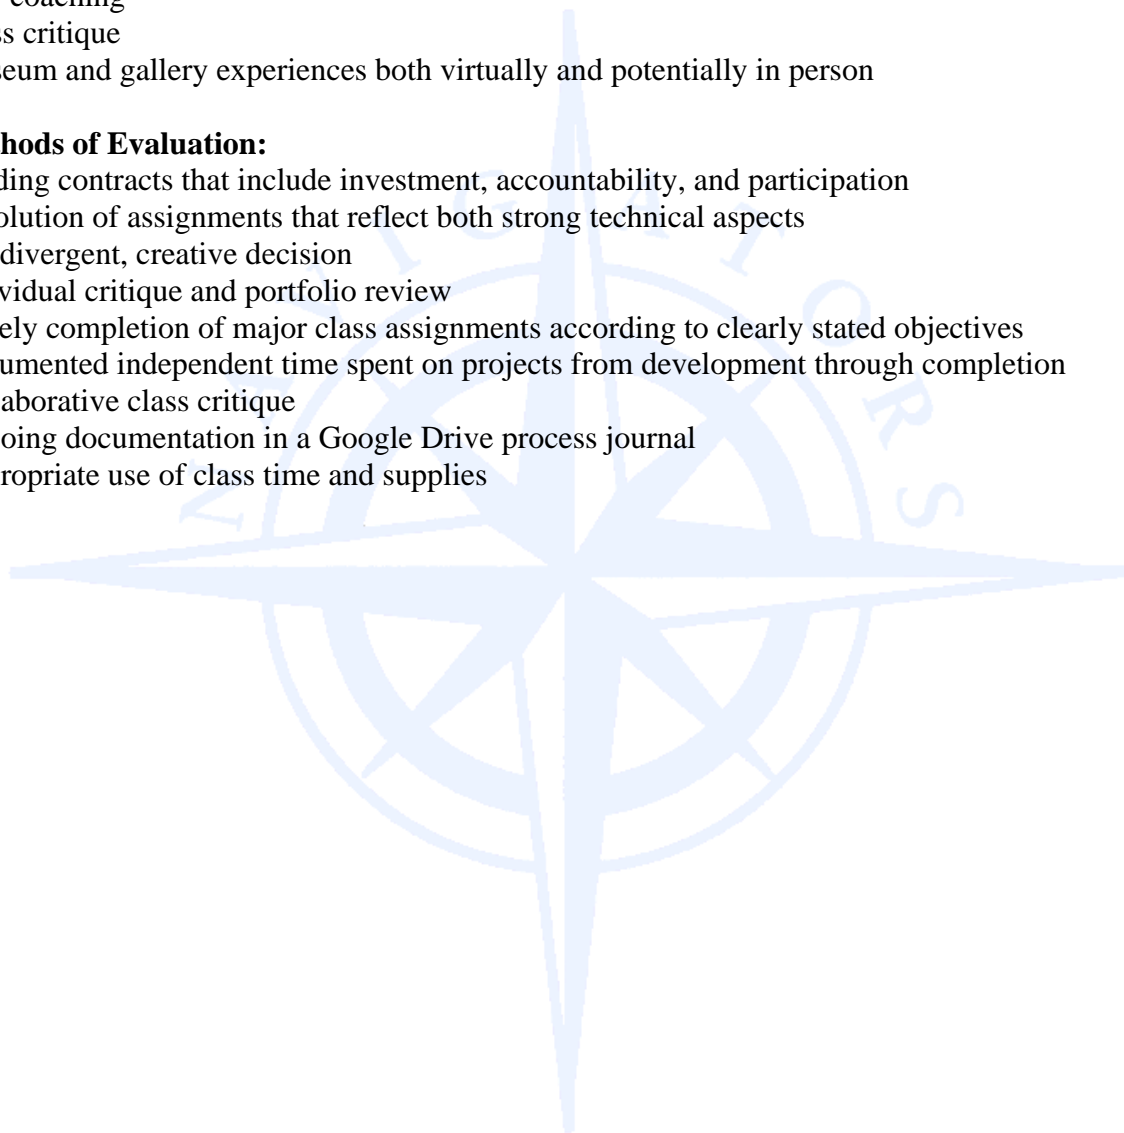 coaching
ss critique
seum and gallery experiences both virtually and potentially in person
thods of Evaluation:
ding contracts that include investment, accountability, and participation
olution of assignments that reflect both strong technical aspects
divergent, creative decision
vidual critique and portfolio review
ely completion of major class assignments according to clearly stated objectives
umented independent time spent on projects from development through completion
aborative class critique
oing documentation in a Google Drive process journal
ropriate use of class time and supplies
NAVIGATORS